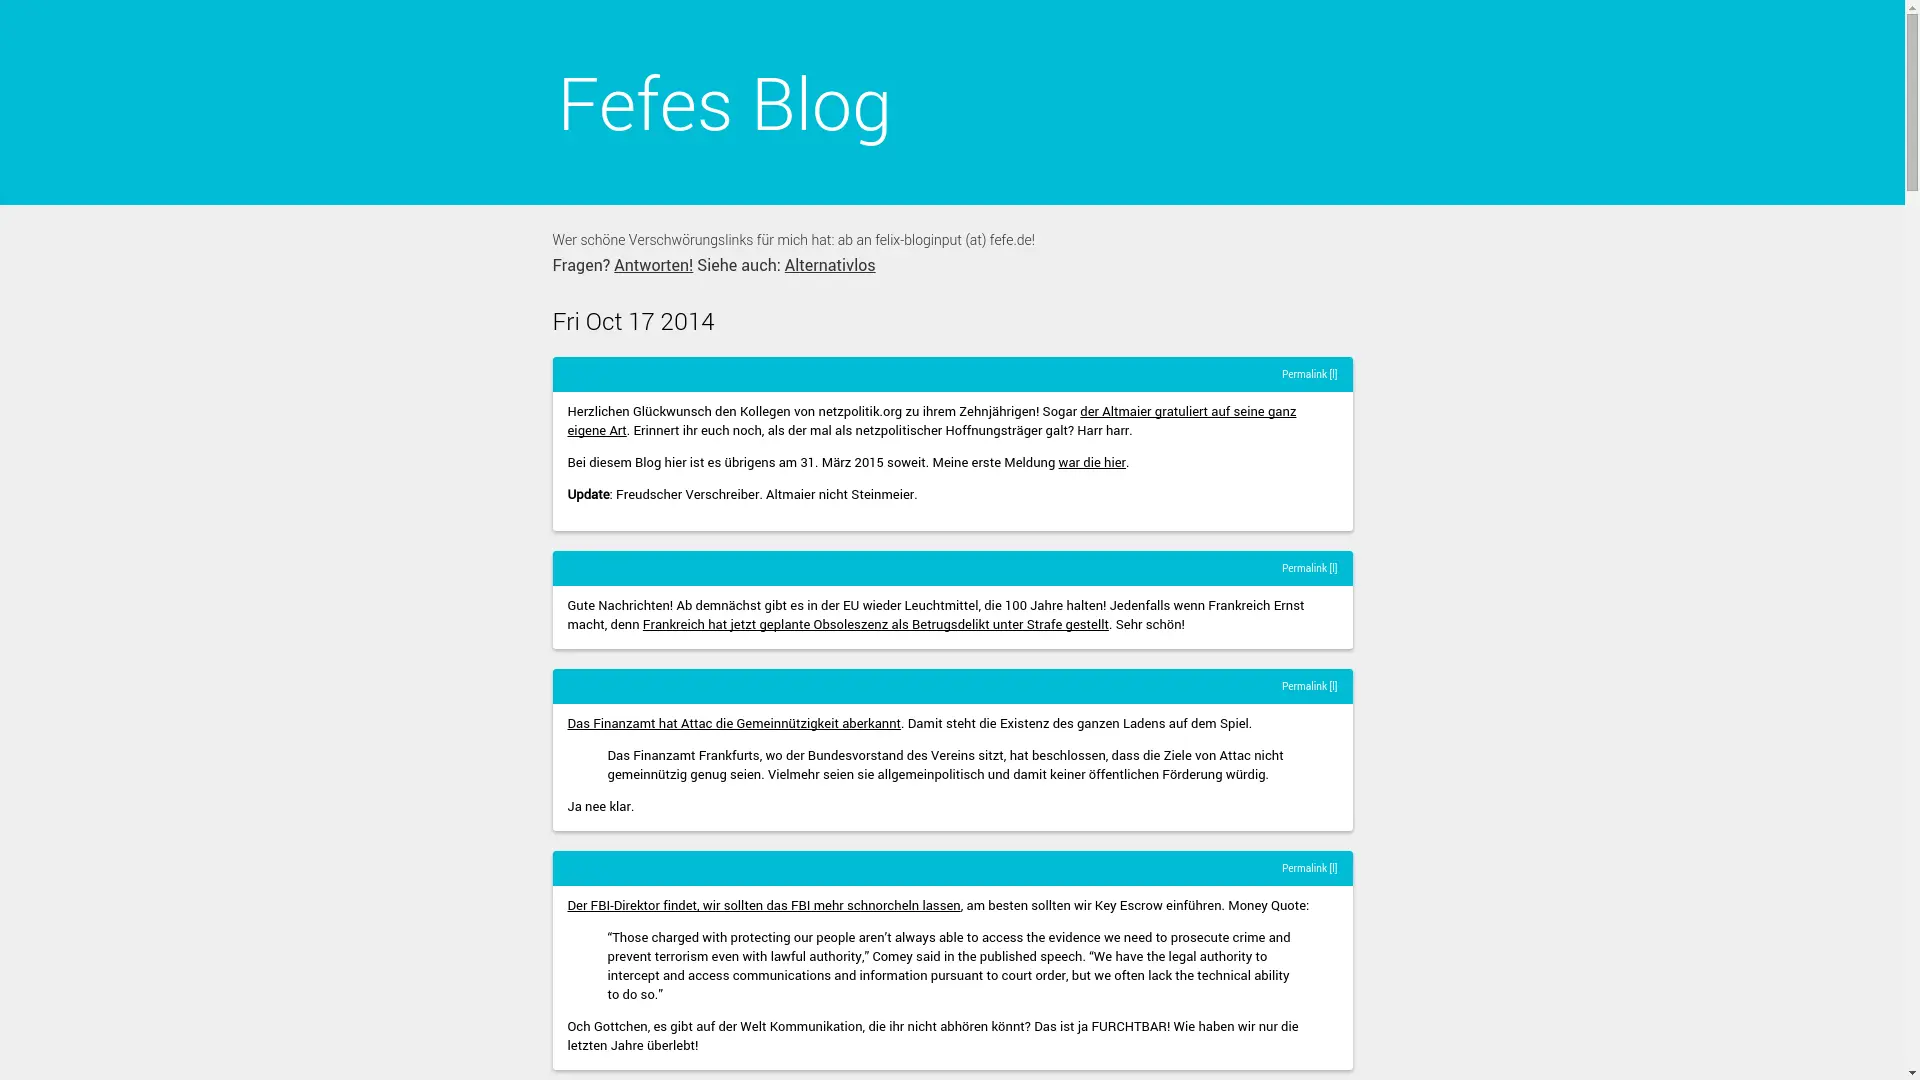 Fefes Blog
Wer schöne Verschwörungslinks für mich hat: ab an felix-bloginput (at) fefe.de!
Fragen? Antworten! Siehe auch: Alternativlos
Fri Oct 17 2014
Permalink [l]
Herzlichen Glückwunsch den Kollegen von netzpolitik.org zu ihrem Zehnjährigen! Sogar der Altmaier gratuliert auf seine ganz
eigene Art. Erinnert ihr euch noch, als der mal als netzpolitischer Hoffnungsträger galt? Harr harr.
Bei diesem Blog hier ist es übrigens am 31. März 2015 soweit. Meine erste Meldung war die hier.
Update: Freudscher Verschreiber. Altmaier nicht Steinmeier.
Permalink [l]
Gute Nachrichten! Ab demnächst gibt es in der EU wieder Leuchtmittel, die 100 Jahre halten! Jedenfalls wenn Frankreich Ernst
macht, denn Frankreich hat jetzt geplante Obsoleszenz als Betrugsdelikt unter Strafe gestellt. Sehr schön!
Permalink [l]
Das Finanzamt hat Attac die Gemeinnützigkeit aberkannt. Damit steht die Existenz des ganzen Ladens auf dem Spiel.
Das Finanzamt Frankfurts, wo der Bundesvorstand des Vereins sitzt, hat beschlossen, dass die Ziele von Attac nicht
gemeinnützig genug seien. Vielmehr seien sie allgemeinpolitisch und damit keiner öffentlichen Förderung würdig.
Ja nee klar.
Permalink [l]
Der FBI-Direktor findet, wir sollten das FBI mehr schnorcheln lassen, am besten sollten wir Key Escrow einführen. Money Quote:
“Those charged with protecting our people aren’t always able to access the evidence we need to prosecute crime and
prevent terrorism even with lawful authority,” Comey said in the published speech. “We have the legal authority to
intercept and access communications and information pursuant to court order, but we often lack the technical ability
to do so.”
Och Gottchen, es gibt auf der Welt Kommunikation, die ihr nicht abhören könnt? Das ist ja FURCHTBAR! Wie haben wir nur die
letzten Jahre überlebt!